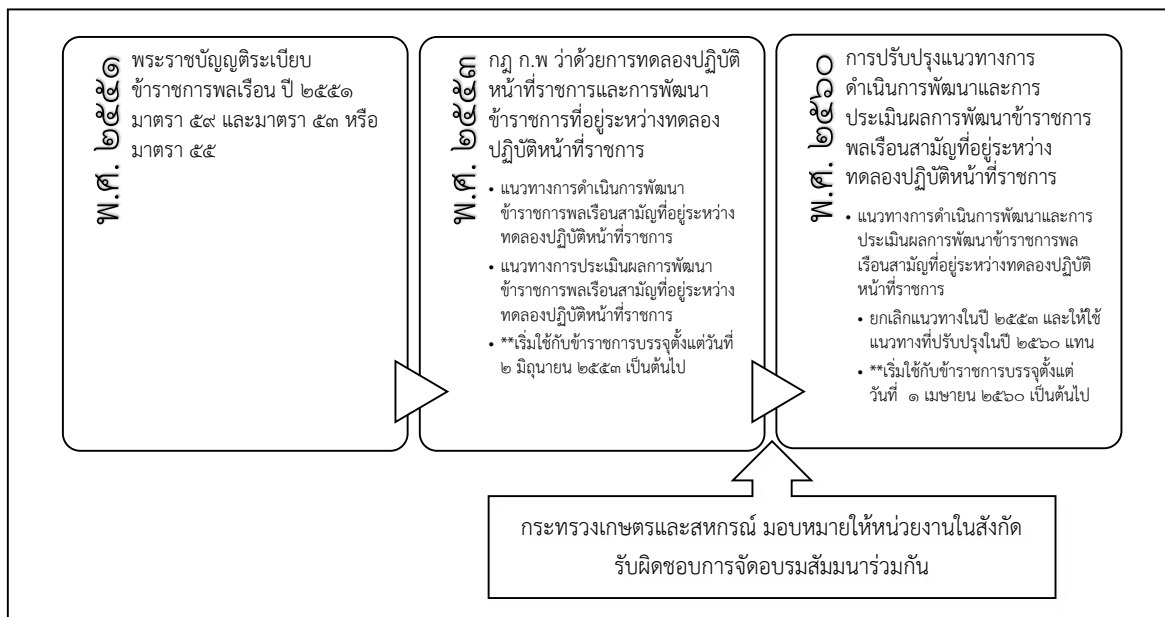 พ.ศ. ๒๕๕๑
พระราชบัญญัติระเบียบ
ข้าราชการพลเรือน ปี ๒๕๕๑
มาตรา ๕๙ และมาตรา ๕๓ หรือ
มาตรา ๕๕
พ.ศ. ๒๕๕๓
กฎ ก.พ ว่าด้วยการทดลองปฏิบัติ
หน้าที่ราชการและการพัฒนา
ข้าราชการที่อยู่ระหว่างทดลอง
ปฏิบัติหน้าที่ราชการ
• แนวทางการดำเนินการพัฒนา
ข้าราชการพลเรือนสามัญที่อยู่ระหว่าง
ทดลองปฏิบัติหน้าที่ราชการ
• แนวทางการประเมินผลการพัฒนา
ข้าราชการพลเรือนสามัญที่อยู่ระหว่าง
ทดลองปฏิบัติหน้าที่ราชการ
• **เริ่มใช้กับข้าราชการบรรจุตั้งแต่วันที่
๒ มิถุนายน ๒๕๕๓ เป็นต้นไป
พ.ศ. ๒๕๖๐
การปรับปรุงแนวทางการ
ดำเนินการพัฒนาและการ
ประเมินผลการพัฒนาข้าราชการ
พลเรือนสามัญที่อยู่ระหว่าง
ทดลองปฏิบัติหน้าที่ราชการ
• แนวทางการดำเนินการพัฒนาและการ
ประเมินผลการพัฒนาข้าราชการพล
เรือนสามัญที่อยู่ระหว่างทดลองปฏิบัติ
หน้าที่ราชการ
• ยกเลิกแนวทางในปี ๒๕๕๓ และให้ใช้
แนวทางที่ปรับปรุงในปี ๒๕๖๐ แทน
• **เริ่มใช้กับข้าราชการบรรจุตั้งแต่
วันที่ ๑ เมษายน ๒๕๖๐ เป็นต้นไป
กระทรวงเกษตรและสหกรณ์ มอบหมายให้หน่วยงานในสังกัด
รับผิดชอบการจัดอบรมสัมมนาร่วมกัน